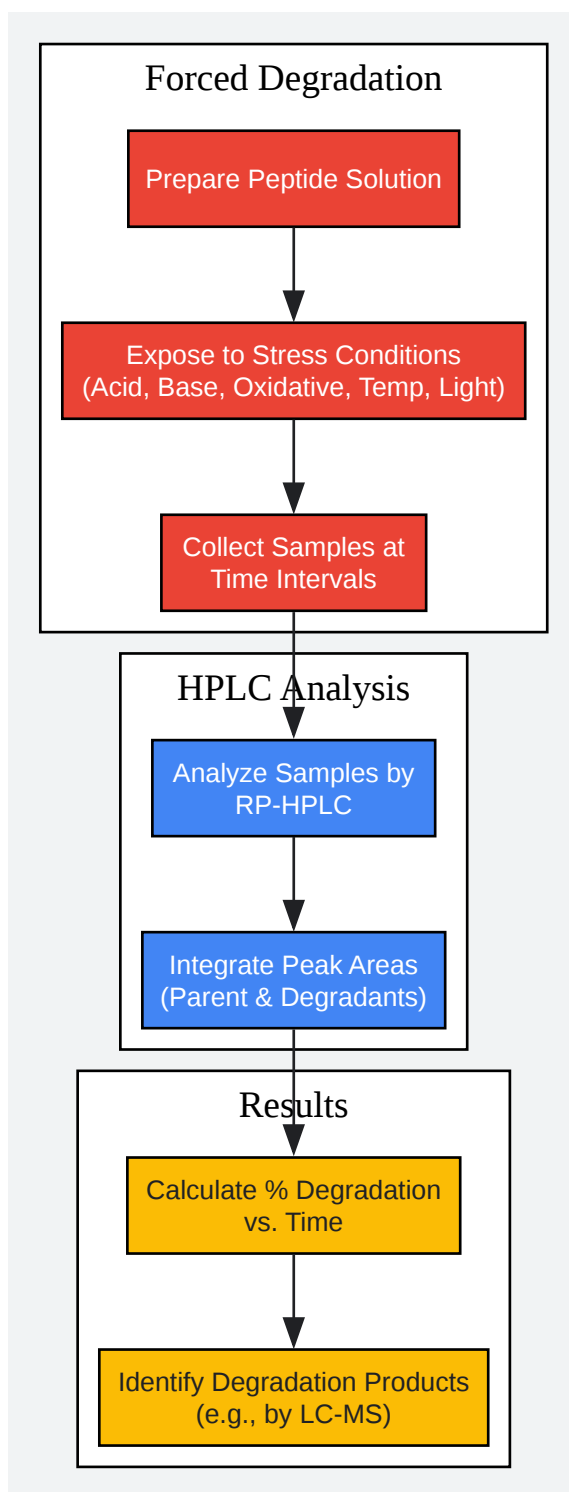 Forced Degradation
Prepare Peptide Solution
Expose to Stress Conditions
(Acid, Base, Oxidative, Temp, Light)
Collect Samples at
Time Intervals
HPLC Analysis
Analyze Samples by
RP-HPLC
Integrate Peak Areas
(Parent & Degradants)
Results
Calculate % Degradation
vs. Time
Identify Degradation Products
(e.g., by LC-MS)